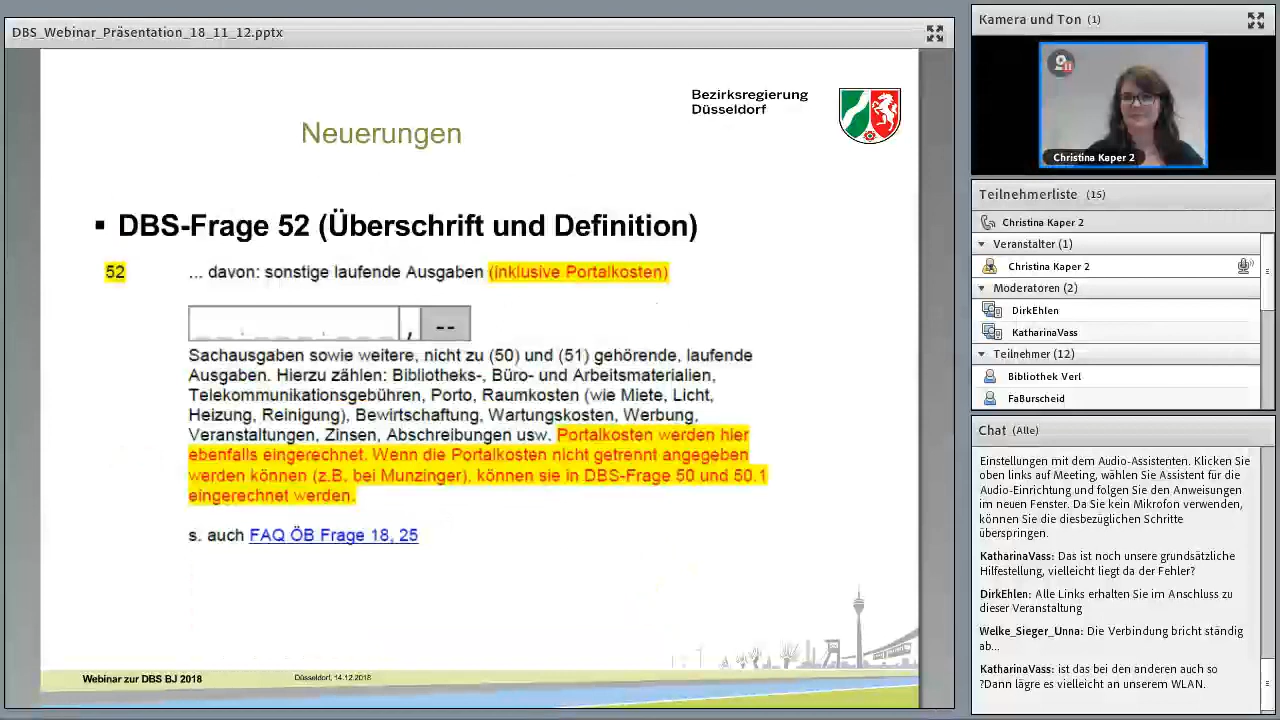 DBS_Webinar_Präsentation_18_11_12.pptx
Bezirksregierung
Düsseldorf
Neuerungen
▪ DBS-Frage 52 (Überschrift und Definition)
52 ... davon: sonstige laufende Ausgaben (inklusive Portalkosten)
, --
Sachausgaben sowie weitere, nicht zu (50) und (51) gehörende, laufende
Ausgaben. Hierzu zählen: Bibliotheks-, Büro- und Arbeitsmaterialien,
Telekommunikationsgebühren, Porto, Raumkosten (wie Miete, Licht,
Heizung, Reinigung), Bewirtschaftung, Wartungskosten, Werbung,
Veranstaltungen, Zinsen, Abschreibungen usw. Portalkosten werden hier
ebenfalls eingerechnet. Wenn die Portalkosten nicht getrennt angegeben
werden können (z.B. bei Munzinger), können sie in DBS-Frage 50 und 50.1
eingerechnet werden.
s. auch FAQ ÖB Frage 18, 25
Webinar zur DBS BJ 2018
Düsseldorf, 14.12.2018
Kamera und Ton (1)
Christina Kaper 2
Teilnehmerliste (15)
Christina Kaper 2
Veranstalter (1)
Christina Kaper 2
Moderatoren (2)
DirkEhlen
KatharinaVass
Teilnehmer (12)
Bibliothek Verl
FaBurscheid
Chat (Alle)
Einstellungen mit dem Audio-Assistenten. Klicken Sie
oben links auf Meeting, wählen Sie Assistent für die
Audio-Einrichtung und folgen Sie den Anweisungen
im neuen Fenster. Da Sie kein Mikrofon verwenden,
können Sie die diesbezüglichen Schritte
überspringen.
KatharinaVass: Das ist noch unsere grundsätzliche
Hilfestellung, vielleicht liegt da der Fehler?
DirkEhlen: Alle Links erhalten Sie im Anschluss zu
dieser Veranstaltung
Welke_Sieger_Unna: Die Verbindung bricht ständig
ab...
KatharinaVass: ist das bei den anderen auch so
?Dann lägre es vielleicht an unserem WLAN.